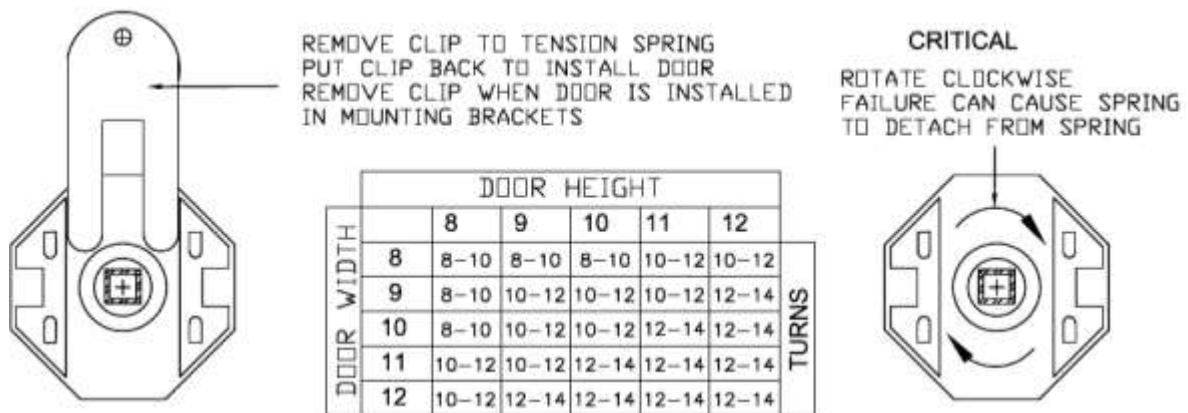 REMOVE CLIP TO TENSION SPRING
PUT CLIP BACK TO INSTALL DOOR
REMOVE CLIP WHEN DOOR IS INSTALLED
IN MOUNTING BRACKETS
CRITICAL
ROTATE CLOCKWISE
FAILURE CAN CAUSE SPRING
TO DETACH FROM SPRING
DOOR HEIGHT
DOOR WIDTH
8 9 10 11 12
8 8-10 8-10 8-10 10-12 10-12
9 8-10 10-12 10-12 10-12 12-14
10 8-10 10-12 10-12 12-14 12-14
11 10-12 10-12 12-14 12-14 12-14
12 10-12 12-14 12-14 12-14 12-14
TURNS